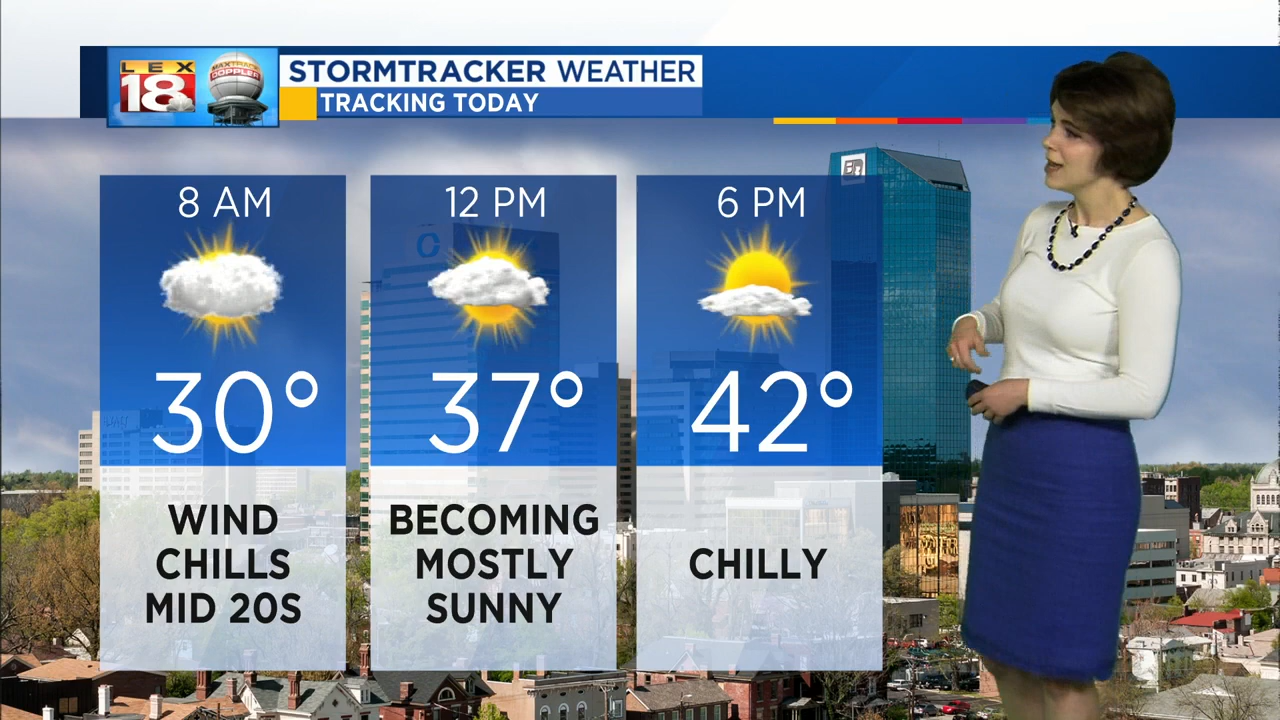 LEX
18
MAXTRACK
DOPPLER
STORMTRACKER WEATHER
TRACKING TODAY
8 AM
30°
WIND
CHILLS
MID 20S
12 PM
37°
BECOMING
MOSTLY
SUNNY
6 PM
42°
CHILLY